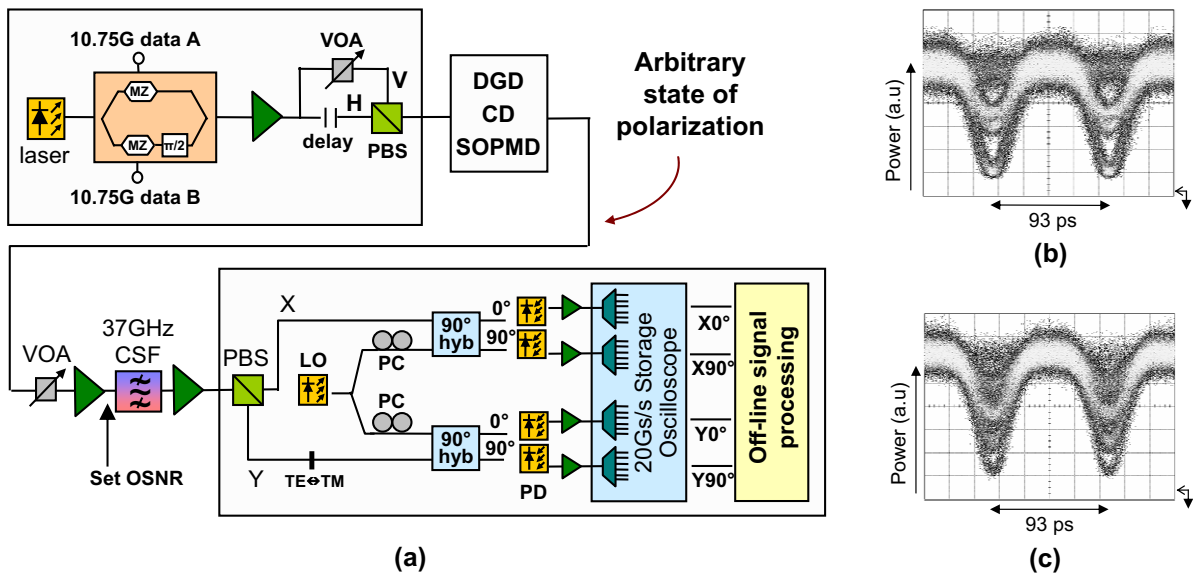 10.75G data A
MZ
MZ
π/2
laser
10.75G data B
VOA
V
H
delay
PBS
DGD
CD
SOPMD
Arbitrary
state of
polarization
VOA
37GHz
CSF
Set OSNR
PBS
X
Y
TE⇔TM
LO
PC
PC
90°
hyb
90°
hyb
0°
90°
0°
90°
PD
20Gs/s Storage
Oscilloscope
X0°
X90°
Y0°
Y90°
Off-line signal
processing
(a)
Power (a.u)
93 ps
(b)
Power (a.u)
93 ps
(c)